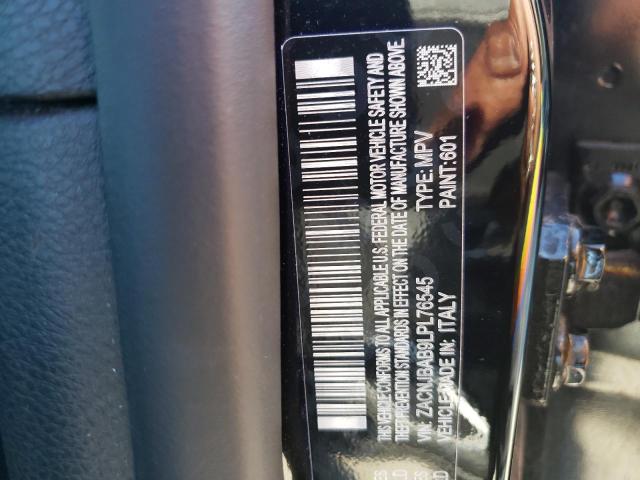 THIS VEHICLE CONFORMS TO ALL APPLICABLE U.S. FEDERAL MOTOR VEHICLE SAFETY AND
THEFT PREVENTION STANDARDS IN EFFECT ON THE DATE OF MANUFACTURE SHOWN ABOVE.
VIN: ZACNJBAB9LPL76545 TYPE: MPV
VEHICLE MADE IN: ITALY PAINT:601